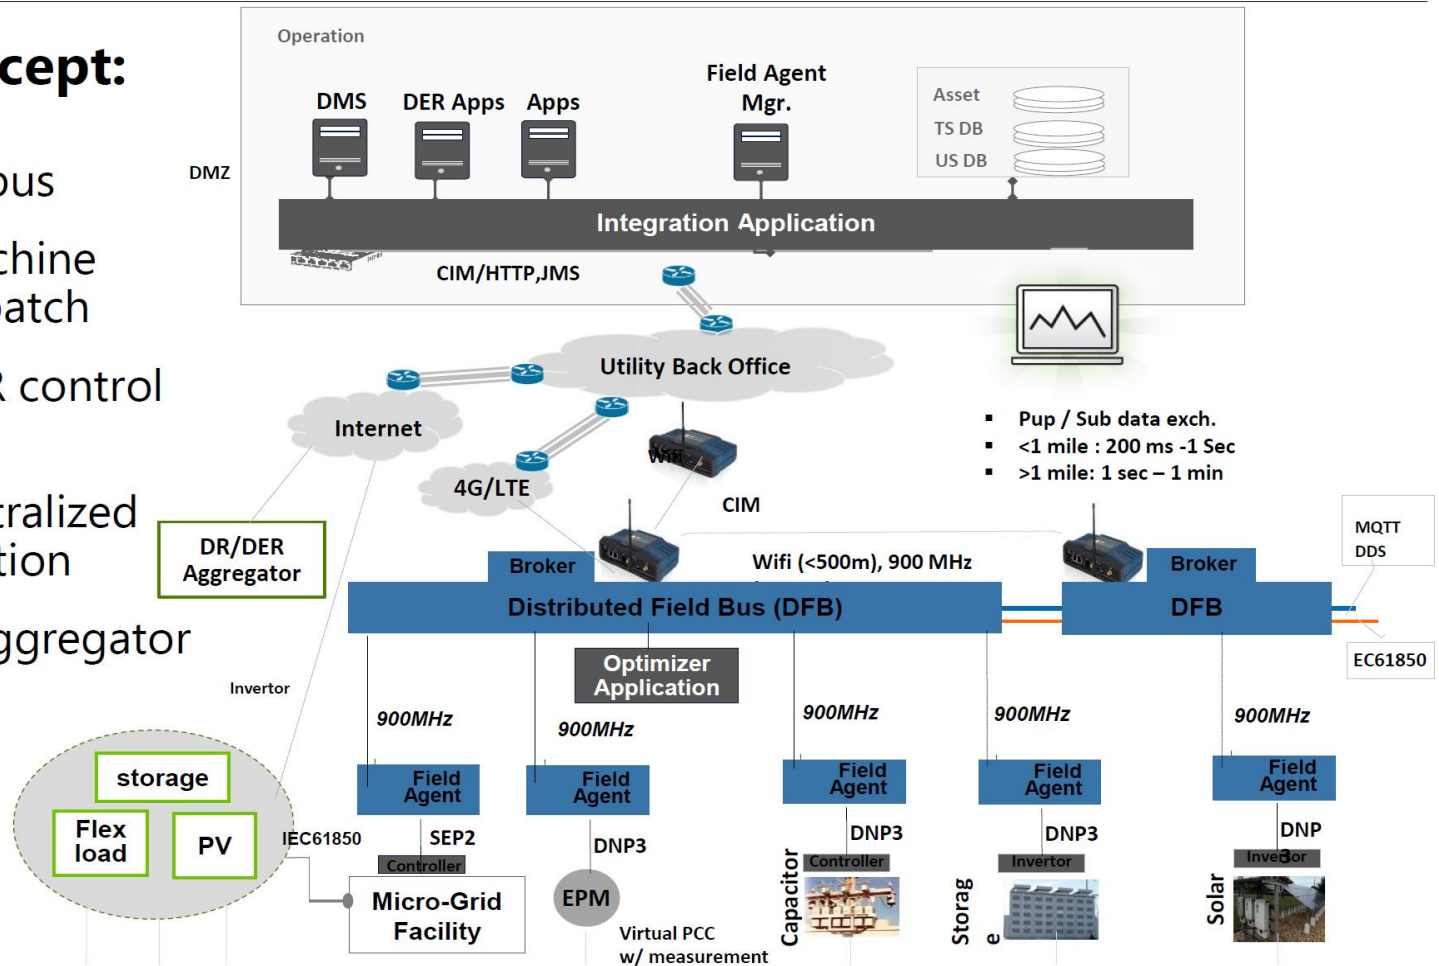 cept:
bus
chine
patch
R control
tralized
tion
ggregator
Operation
DMS
DER Apps
Apps
Field Agent
Mgr.
Asset
TS DB
US DB
DMZ
Integration Application
CIM/HTTP,JMS
Utility Back Office
Internet
4G/LTE
Wifi
CIM
▪ Pup / Sub data exch.
▪ <1 mile : 200 ms -1 Sec
▪ >1 mile: 1 sec – 1 min
DR/DER
Aggregator
Broker
Wifi (<500m), 900 MHz
Broker
MQTT
DDS
Distributed Field Bus (DFB)
DFB
EC61850
Optimizer
Application
Invertor
900MHz
900MHz
900MHz
900MHz
900MHz
storage
Flex
load
PV
Field
Agent
Field
Agent
Field
Agent
Field
Agent
Field
Agent
IEC61850
SEP2
DNP3
DNP3
DNP3
DNP
3
Controller
Controller
Invertor
Invertor
Micro-Grid
Facility
EPM
Capacitor
Storag
e
Solar
Virtual PCC
w/ measurement